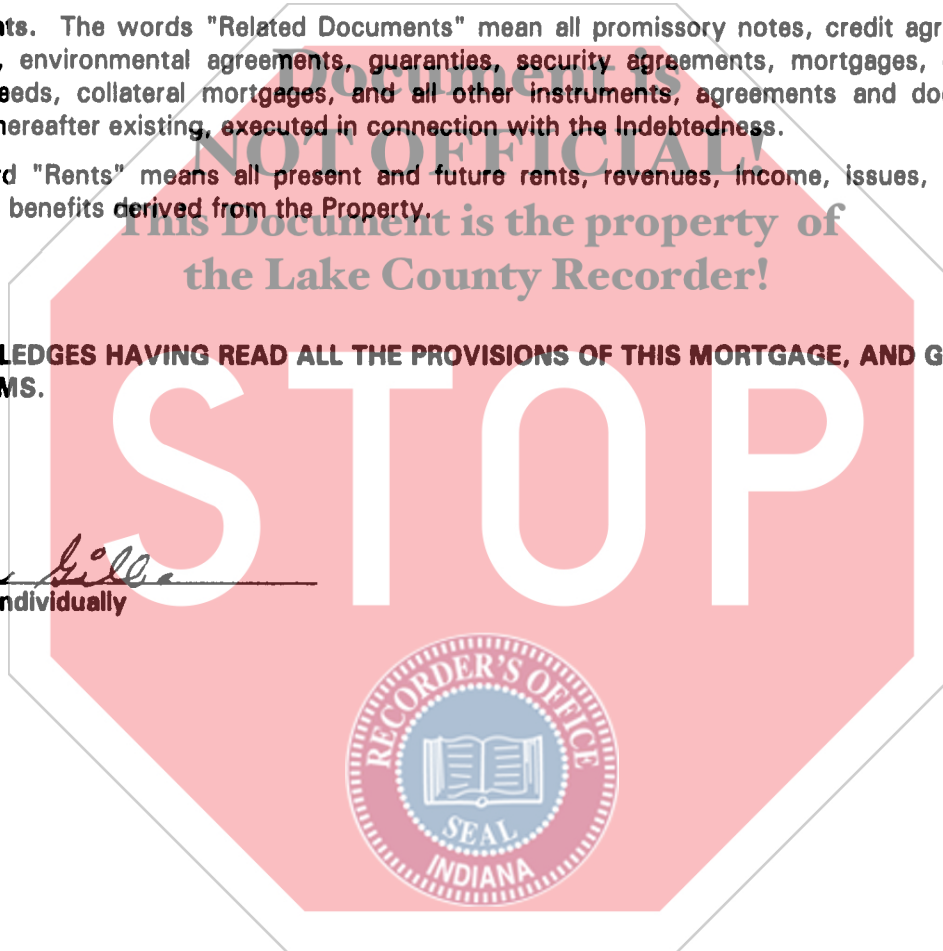 nts. The words "Related Documents" mean all promissory notes, credit agr
, environmental agreements, guaranties, security agreements, mortgages,
eeds, collateral mortgages, and all other instruments, agreements and do
hereafter existing, executed in connection with the Indebtedness.
Document is
NOT OFFICIAL!
rd "Rents" means all present and future rents, revenues, income, issues,
benefits derived from the Property.
This Document is the property of
the Lake County Recorder!
LEDGES HAVING READ ALL THE PROVISIONS OF THIS MORTGAGE, AND G
MS.
STOP
ndividually
RECORDER'S OFFICE
SEAL
INDIANA